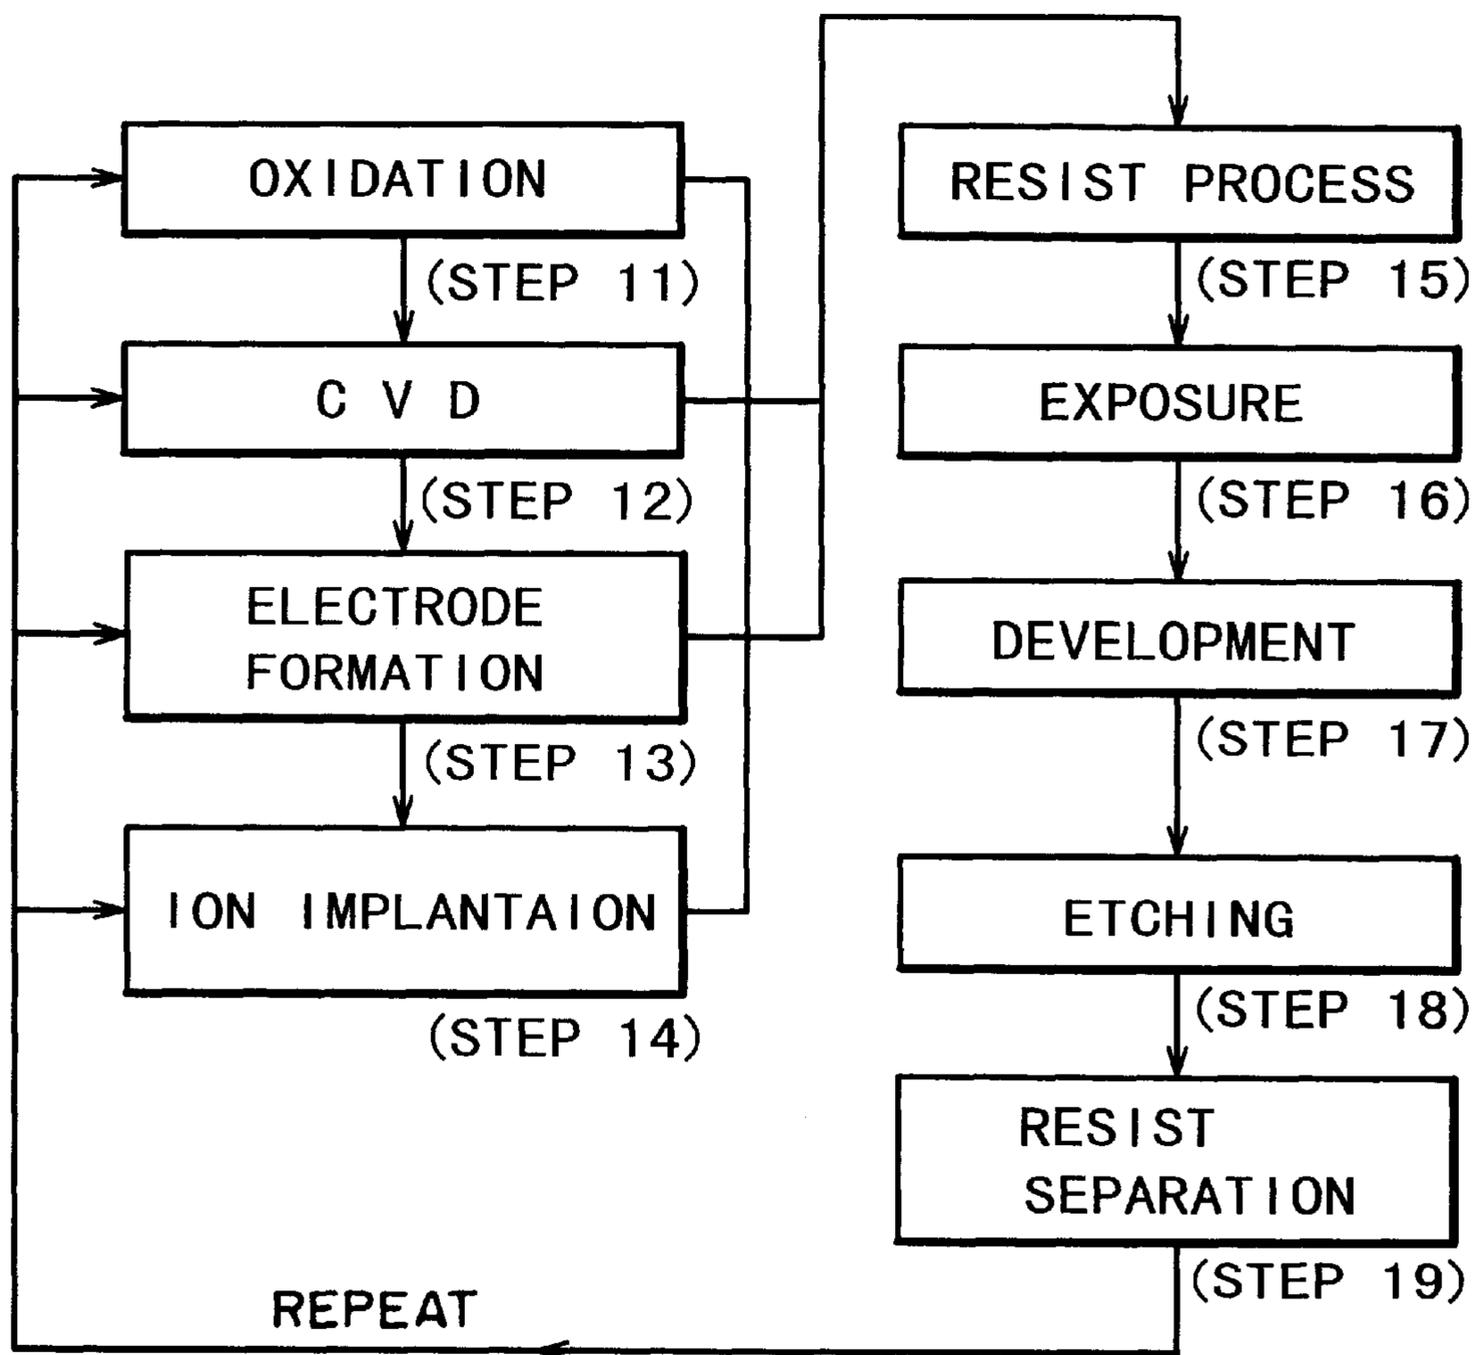 OXIDATION
(STEP 11)
C V D
(STEP 12)
ELECTRODE
FORMATION
(STEP 13)
ION IMPLANTAION
(STEP 14)
RESIST PROCESS
(STEP 15)
EXPOSURE
(STEP 16)
DEVELOPMENT
(STEP 17)
ETCHING
(STEP 18)
RESIST
SEPARATION
(STEP 19)
REPEAT